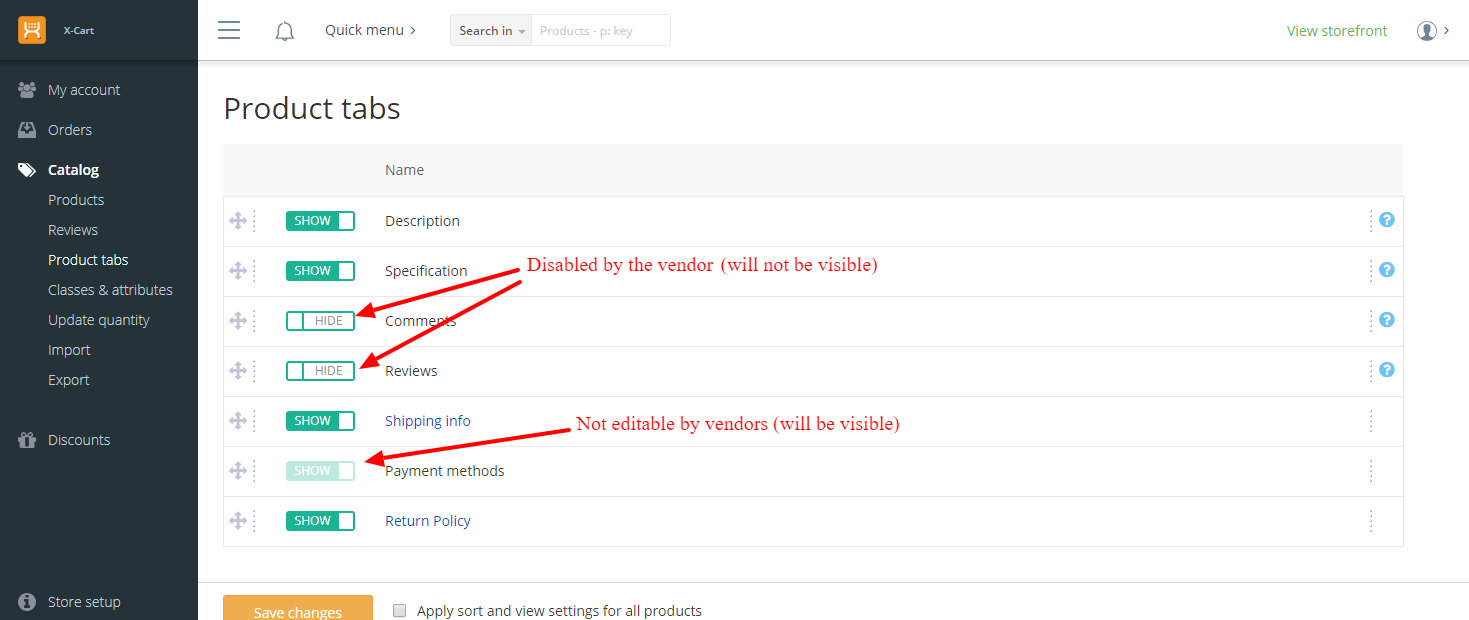 X-Cart
Quick menu
Search in
Products - p: key
View storefront
My account
Orders
Catalog
Products
Reviews
Product tabs
Classes & attributes
Update quantity
Import
Export
Discounts
Store setup
Product tabs
Name
SHOW Description ?
SHOW Specification ?
Disabled by the vendor (will not be visible)
HIDE Comments ?
HIDE Reviews ?
SHOW Shipping info
Not editable by vendors (will be visible)
SHOW Payment methods
SHOW Return Policy
Save changes
Apply sort and view settings for all products